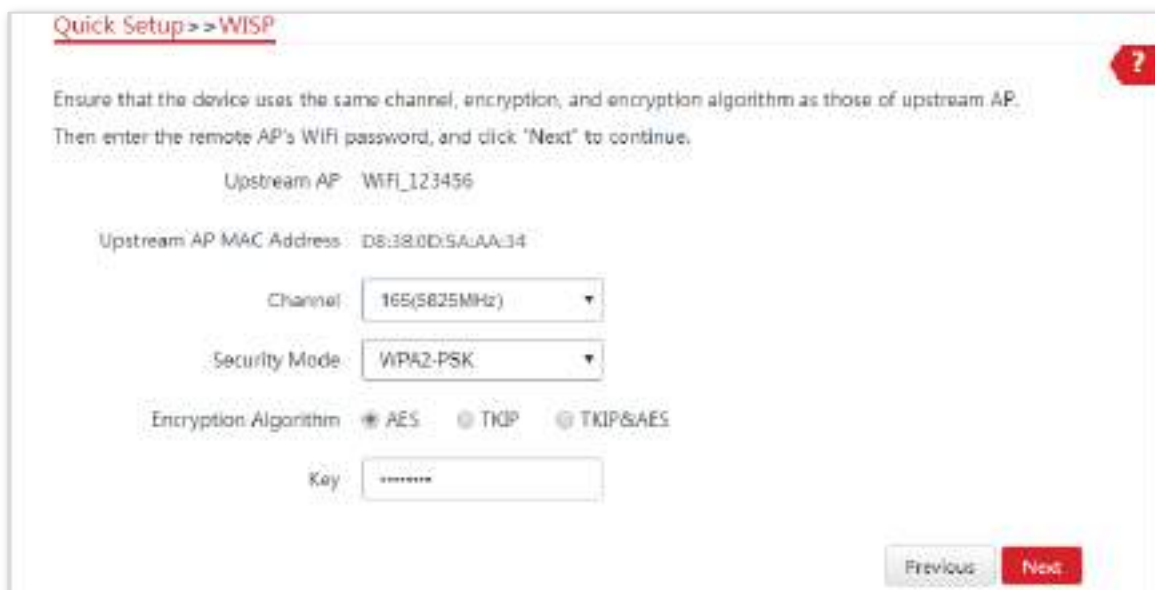 Quick Setup>>WISP
?
Ensure that the device uses the same channel, encryption, and encryption algorithm as those of upstream AP.
Then enter the remote AP's WiFi password, and click "Next" to continue.
Upstream AP WiFi_123456
Upstream AP MAC Address D8:38:0D:5A:AA:34
Channel 165(5825MHz)
Security Mode WPA2-PSK
Encryption Algorithm AES TKIP TKIP&AES
Key ••••••••
Previous Next